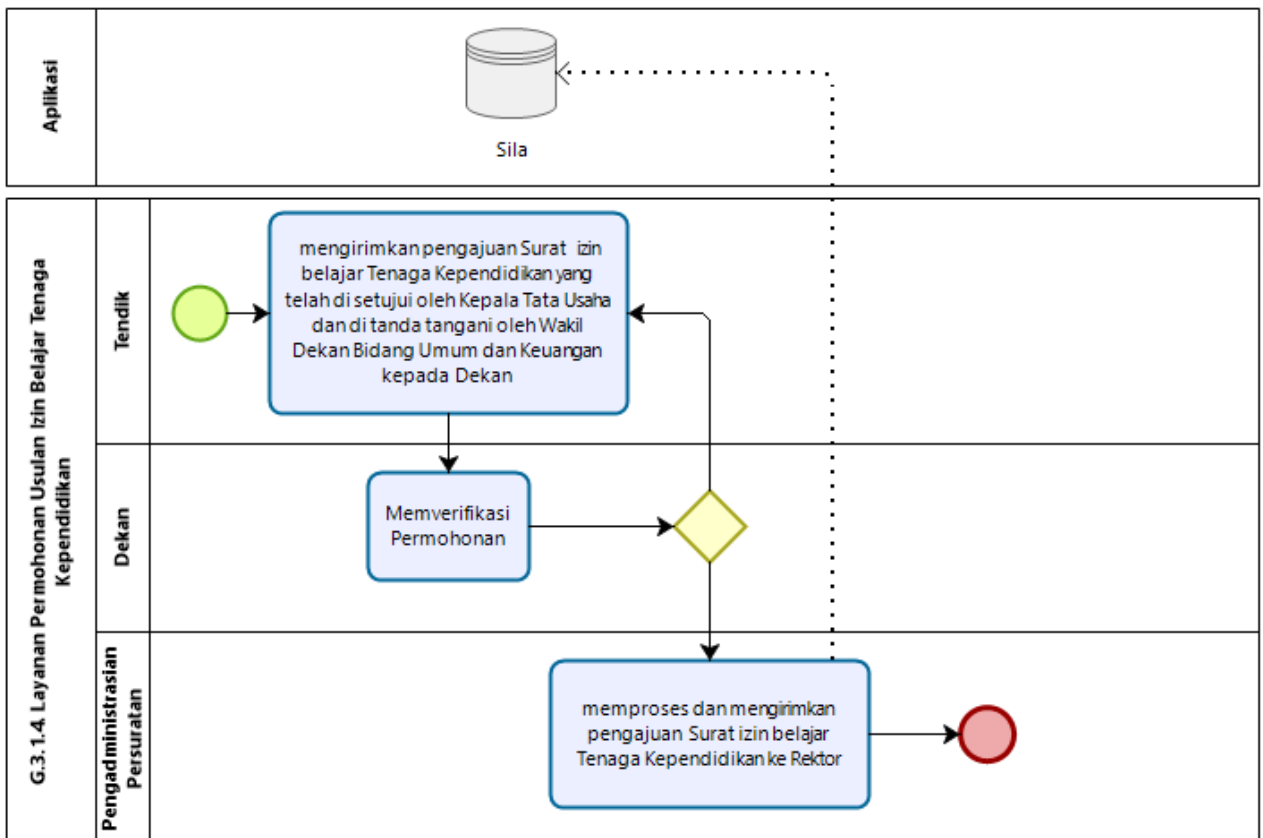 Aplikasi
Sila
G.3.1.4. Layanan Permohonan Usulan Izin Belajar Tenaga
Kependidikan
Tendik
mengirimkan pengajuan Surat izin
belajar Tenaga Kependidikan yang
telah di setujui oleh Kepala Tata Usaha
dan di tanda tangani oleh Wakil
Dekan Bidang Umum dan Keuangan
kepada Dekan
Dekan
Memverifikasi
Permohonan
Pengadministrasian
Persuratan
memproses dan mengirimkan
pengajuan Surat izin belajar
Tenaga Kependidikan ke Rektor